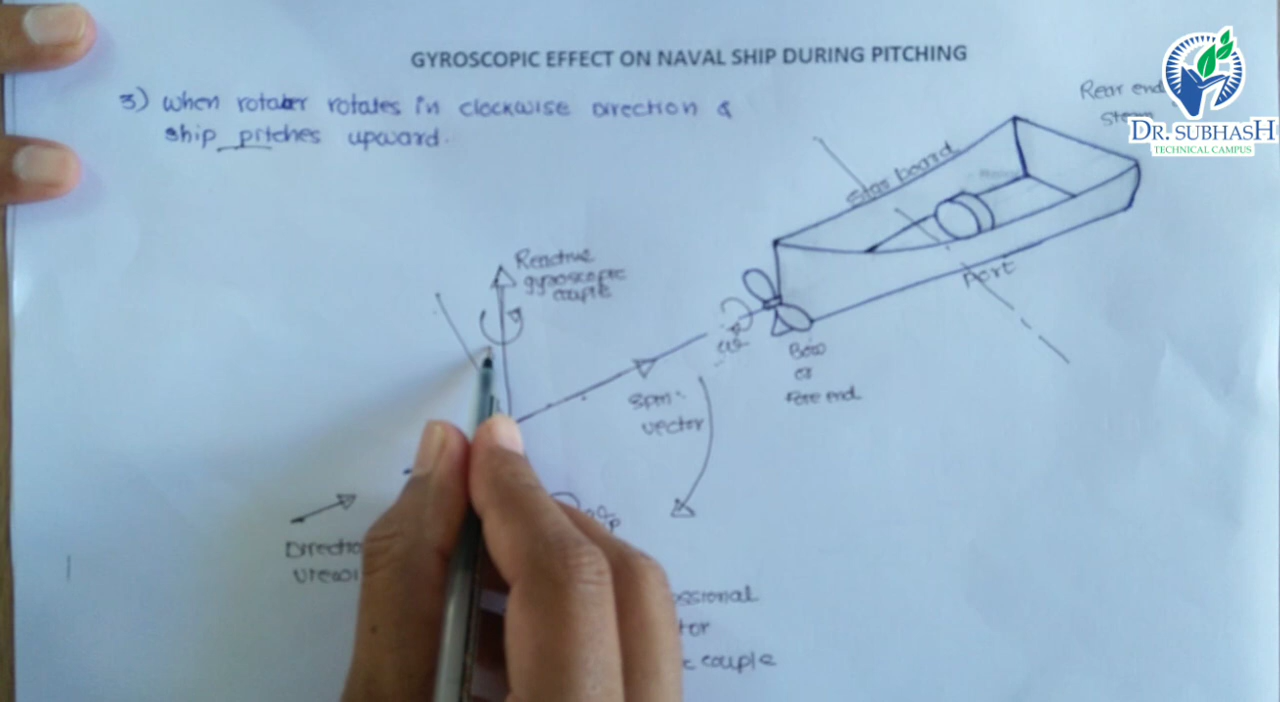 GYROSCOPIC EFFECT ON NAVAL SHIP DURING PITCHING
3) when rotater rotates in clockwise Direction &
ship pitches upward.
Rear end
DR. SUBHASH
TECHNICAL CAMPUS
Star board
Port
Reactive
gyroscopic
couple
Bow
or
Fore end
Spin
vector
couple